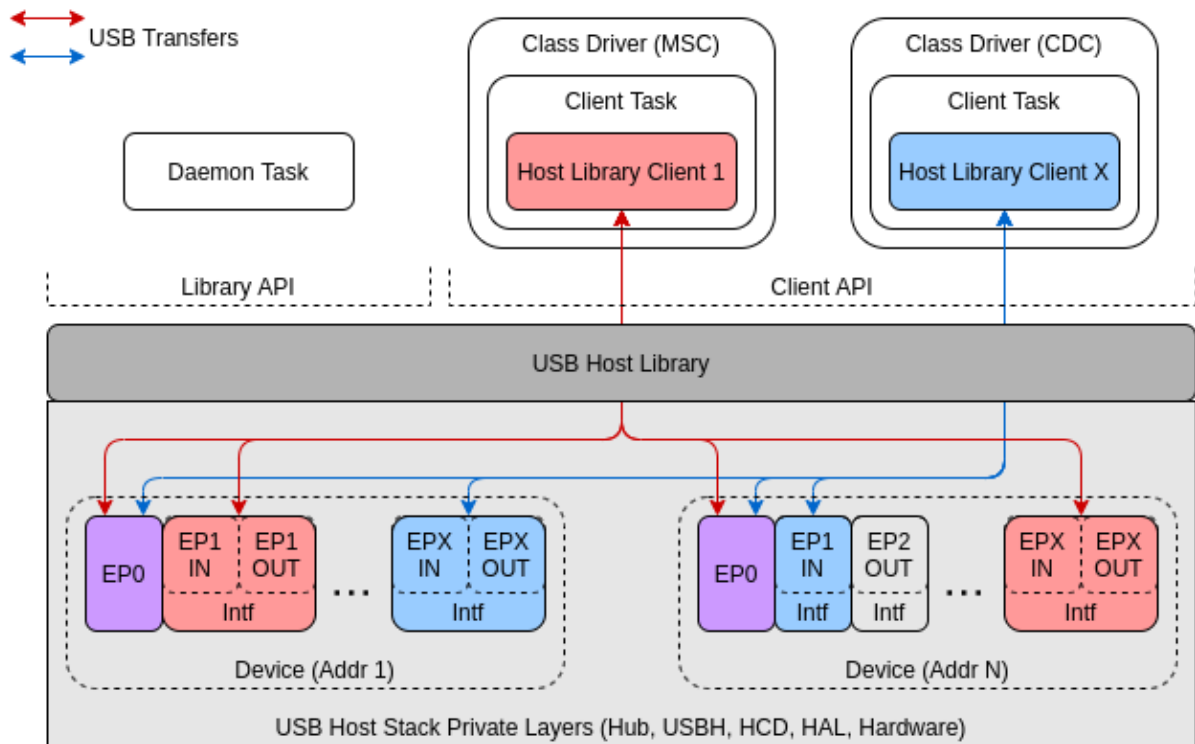 USB Transfers
Class Driver (MSC)
Class Driver (CDC)
Client Task
Client Task
Daemon Task
Host Library Client 1
Host Library Client X
Library API
Client API
USB Host Library
EP0
EP1
IN
EP1
OUT
Intf
...
EPX
IN
EPX
OUT
Intf
Device (Addr 1)
EP0
EP1
IN
Intf
EP2
OUT
Intf
...
EPX
IN
EPX
OUT
Intf
Device (Addr N)
USB Host Stack Private Layers (Hub, USBH, HCD, HAL, Hardware)